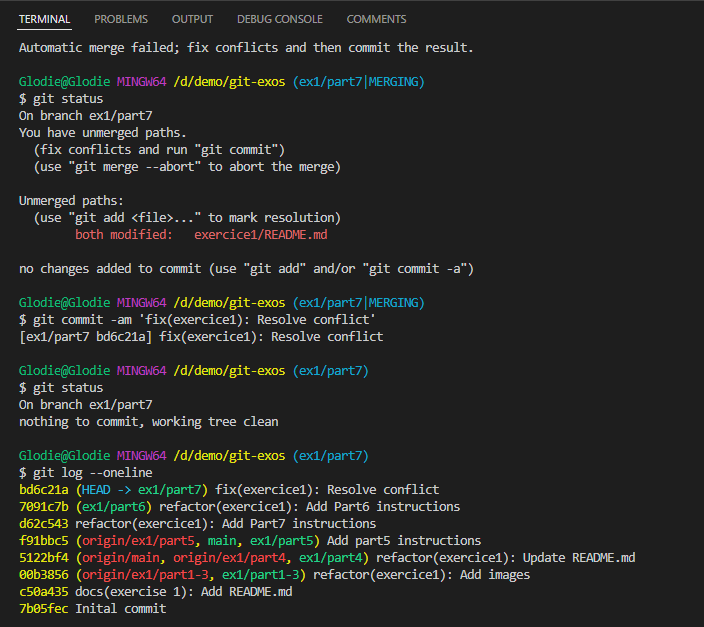 TERMINAL PROBLEMS OUTPUT DEBUG CONSOLE COMMENTS
Automatic merge failed; fix conflicts and then commit the result.
Glodie@Glodie MINGW64 /d/demo/git-exos (ex1/part7|MERGING)
$ git status
On branch ex1/part7
You have unmerged paths.
  (fix conflicts and run "git commit")
  (use "git merge --abort" to abort the merge)
Unmerged paths:
  (use "git add <file>..." to mark resolution)
        both modified:   exercice1/README.md
no changes added to commit (use "git add" and/or "git commit -a")
Glodie@Glodie MINGW64 /d/demo/git-exos (ex1/part7|MERGING)
$ git commit -am 'fix(exercice1): Resolve conflict'
[ex1/part7 bd6c21a] fix(exercice1): Resolve conflict
Glodie@Glodie MINGW64 /d/demo/git-exos (ex1/part7)
$ git status
On branch ex1/part7
nothing to commit, working tree clean
Glodie@Glodie MINGW64 /d/demo/git-exos (ex1/part7)
$ git log --oneline
bd6c21a (HEAD -> ex1/part7) fix(exercice1): Resolve conflict
7091c7b (ex1/part6) refactor(exercice1): Add Part6 instructions
d62c543 refactor(exercice1): Add Part7 instructions
f91bbc5 (origin/ex1/part5, main, ex1/part5) Add part5 instructions
5122bf4 (origin/main, origin/ex1/part4, ex1/part4) refactor(exercice1): Update README.md
00b3856 (origin/ex1/part1-3, ex1/part1-3) refactor(exercice1): Add images
c50a435 docs(exercise 1): Add README.md
7b05fec Inital commit